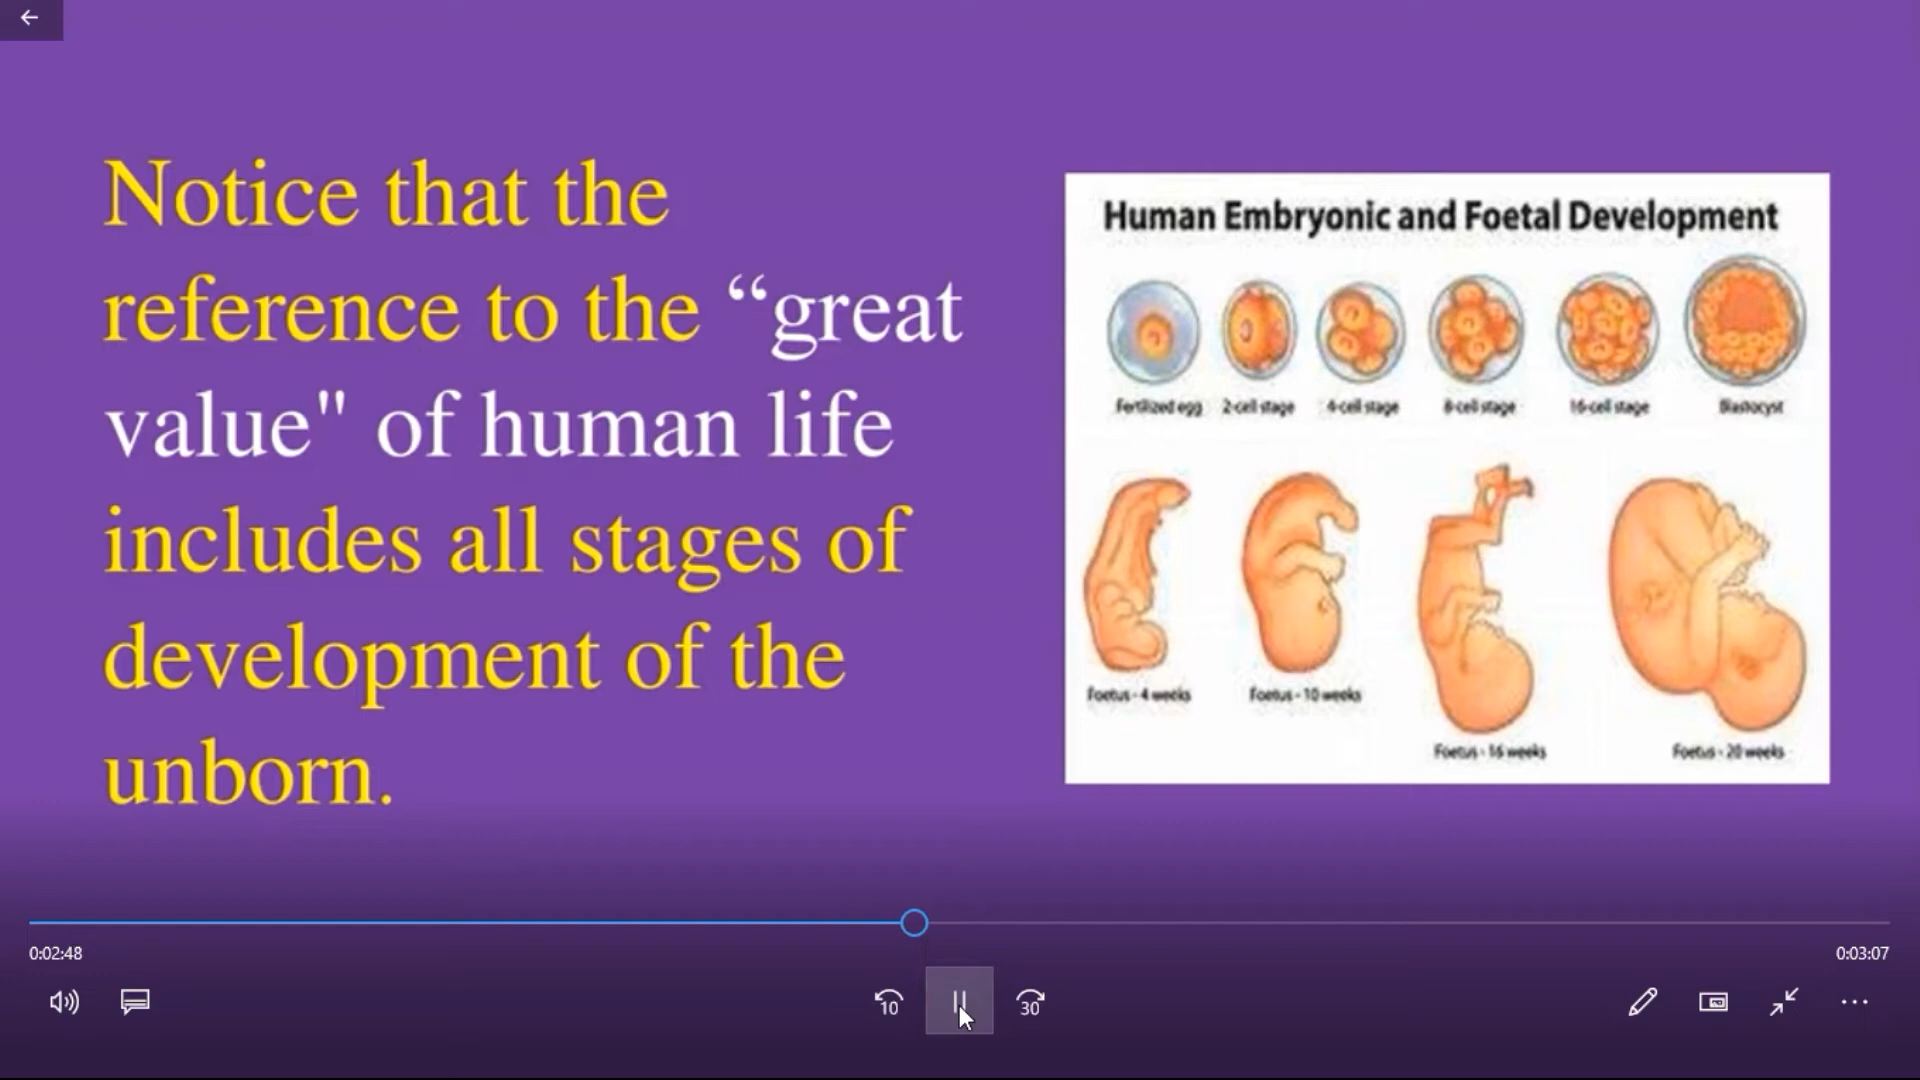 Notice that the
reference to the “great
value" of human life
includes all stages of
development of the
unborn.
Human Embryonic and Foetal Development
Fertilized egg 2-cell stage 4-cell stage 8-cell stage 16-cell stage Blastocyst
Foetus - 4 weeks Foetus - 10 weeks
Foetus - 16 weeks Foetus - 20 weeks
0:02:48 0:03:07
10 30